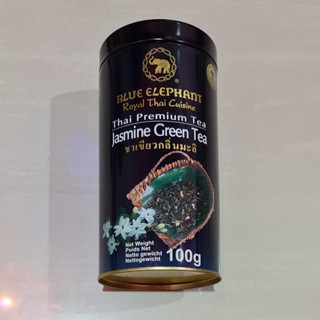 BLUE ELEPHANT
Royal Thai Cuisine
Thai Premium Tea
Jasmine Green Tea
ชาเขียวกลิ่นมะลิ
Net Weight
Poids Net
Netto gewicht
Nettogewicht
100g